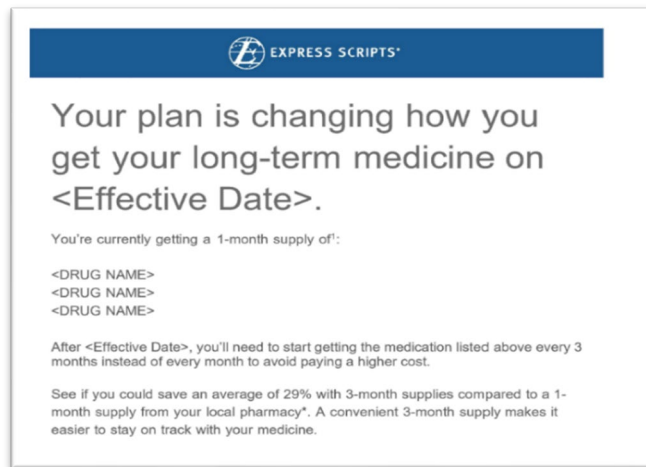 EXPRESS SCRIPTS®
Your plan is changing how you
get your long-term medicine on
<Effective Date>.
You're currently getting a 1-month supply of¹:
<DRUG NAME>
<DRUG NAME>
<DRUG NAME>
After <Effective Date>, you'll need to start getting the medication listed above every 3
months instead of every month to avoid paying a higher cost.
See if you could save an average of 29% with 3-month supplies compared to a 1-
month supply from your local pharmacy*. A convenient 3-month supply makes it
easier to stay on track with your medicine.